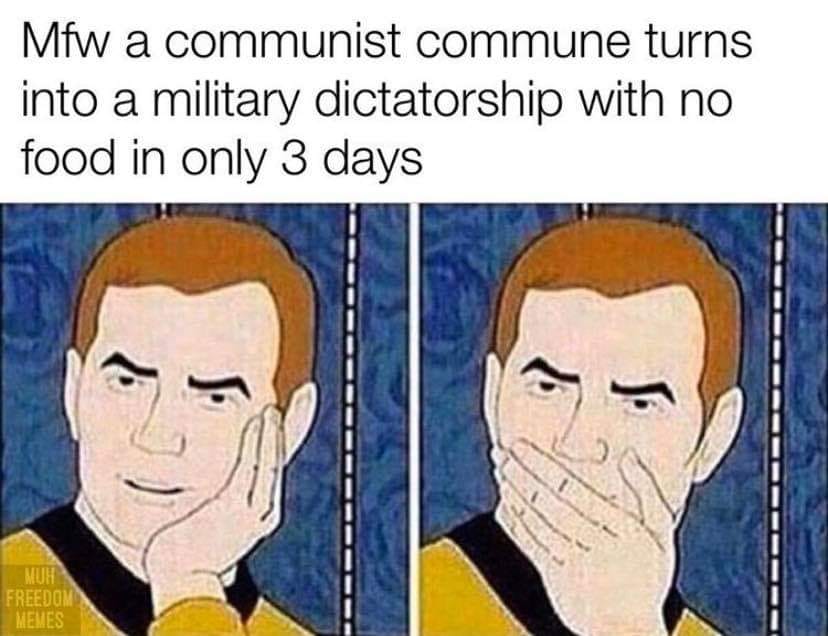 Mfw a communist commune turns
into a military dictatorship with no
food in only 3 days
MUH
FREEDOM
MEMES